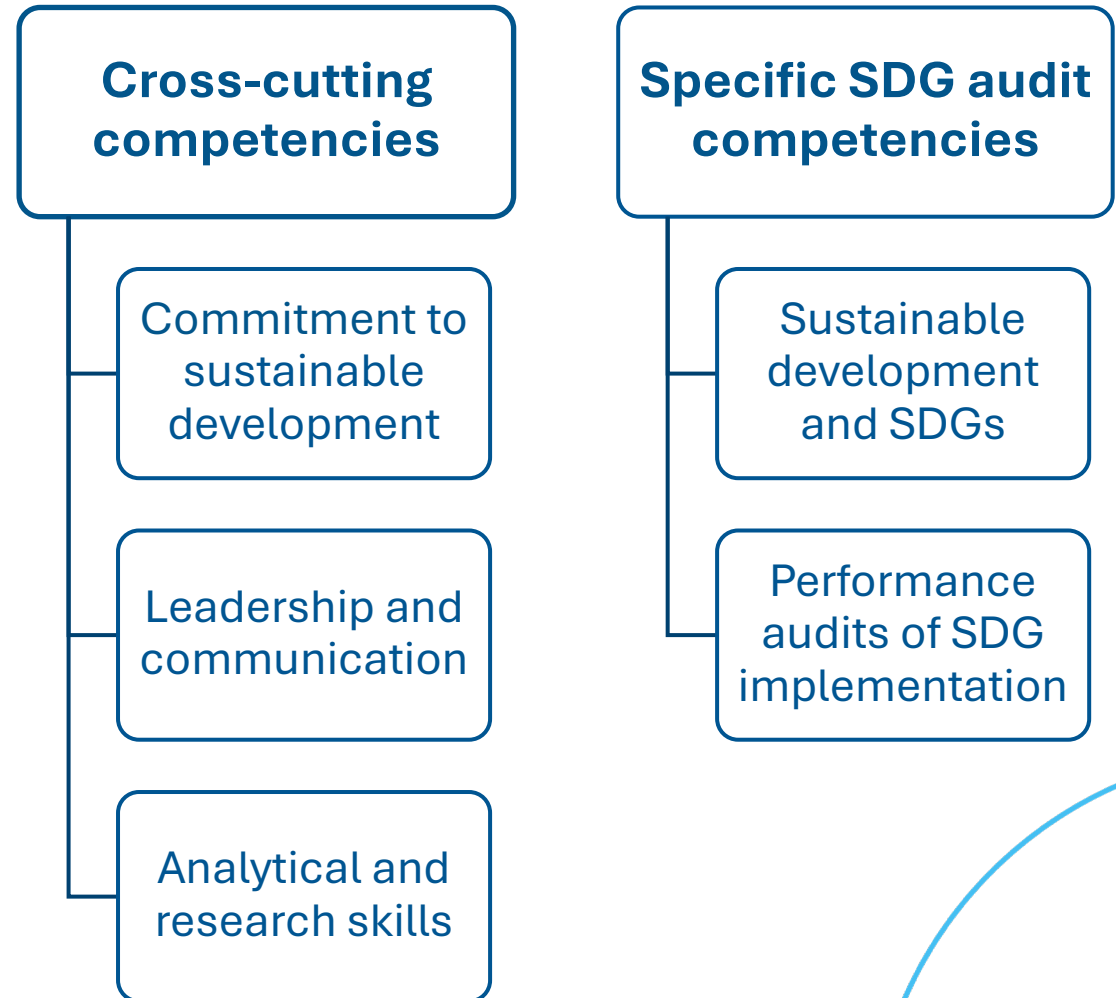 Cross-cutting
competencies
Commitment to
sustainable
development
Leadership and
communication
Analytical and
research skills
Specific SDG audit
competencies
Sustainable
development
and SDGs
Performance
audits of SDG
implementation